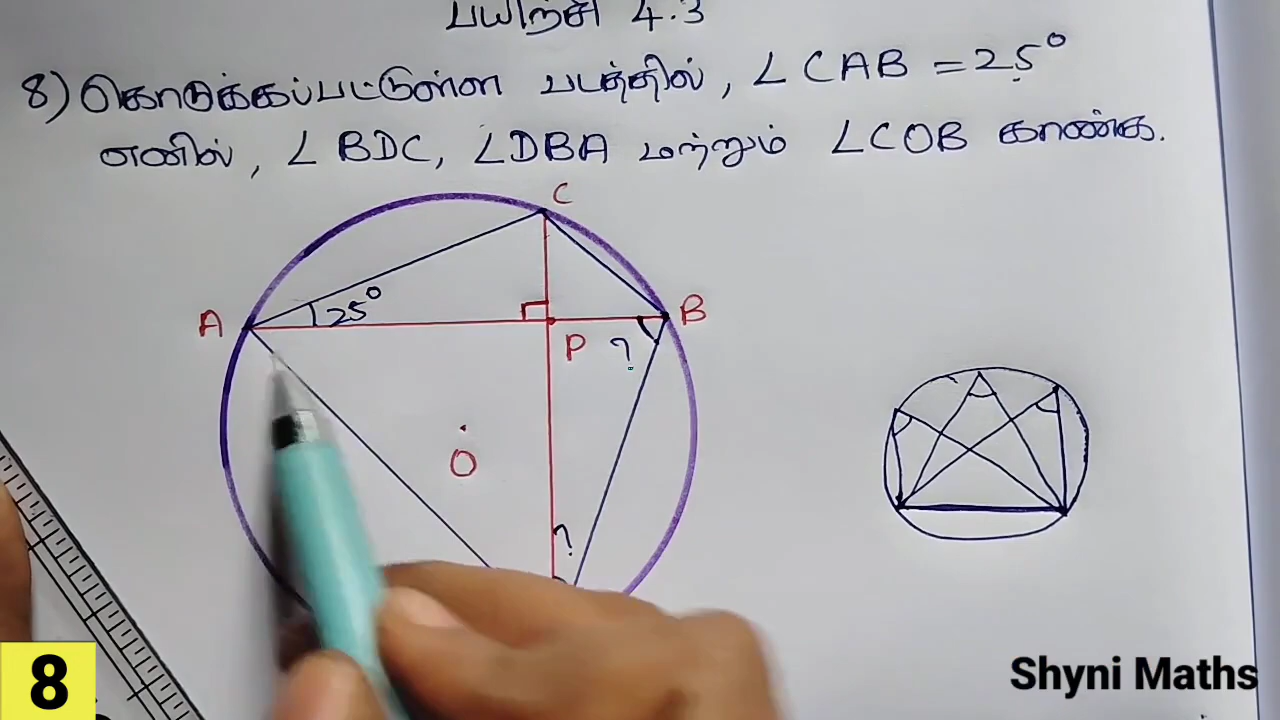 பயிற்சி 4.3
8) கொடுக்கப்பட்டுள்ள படத்தில், ∠CAB = 25°
எனில், ∠BDC, ∠DBA மற்றும் ∠COB காண்க.
C
A
25°
B
P
?
O
?
8
Shyni Maths